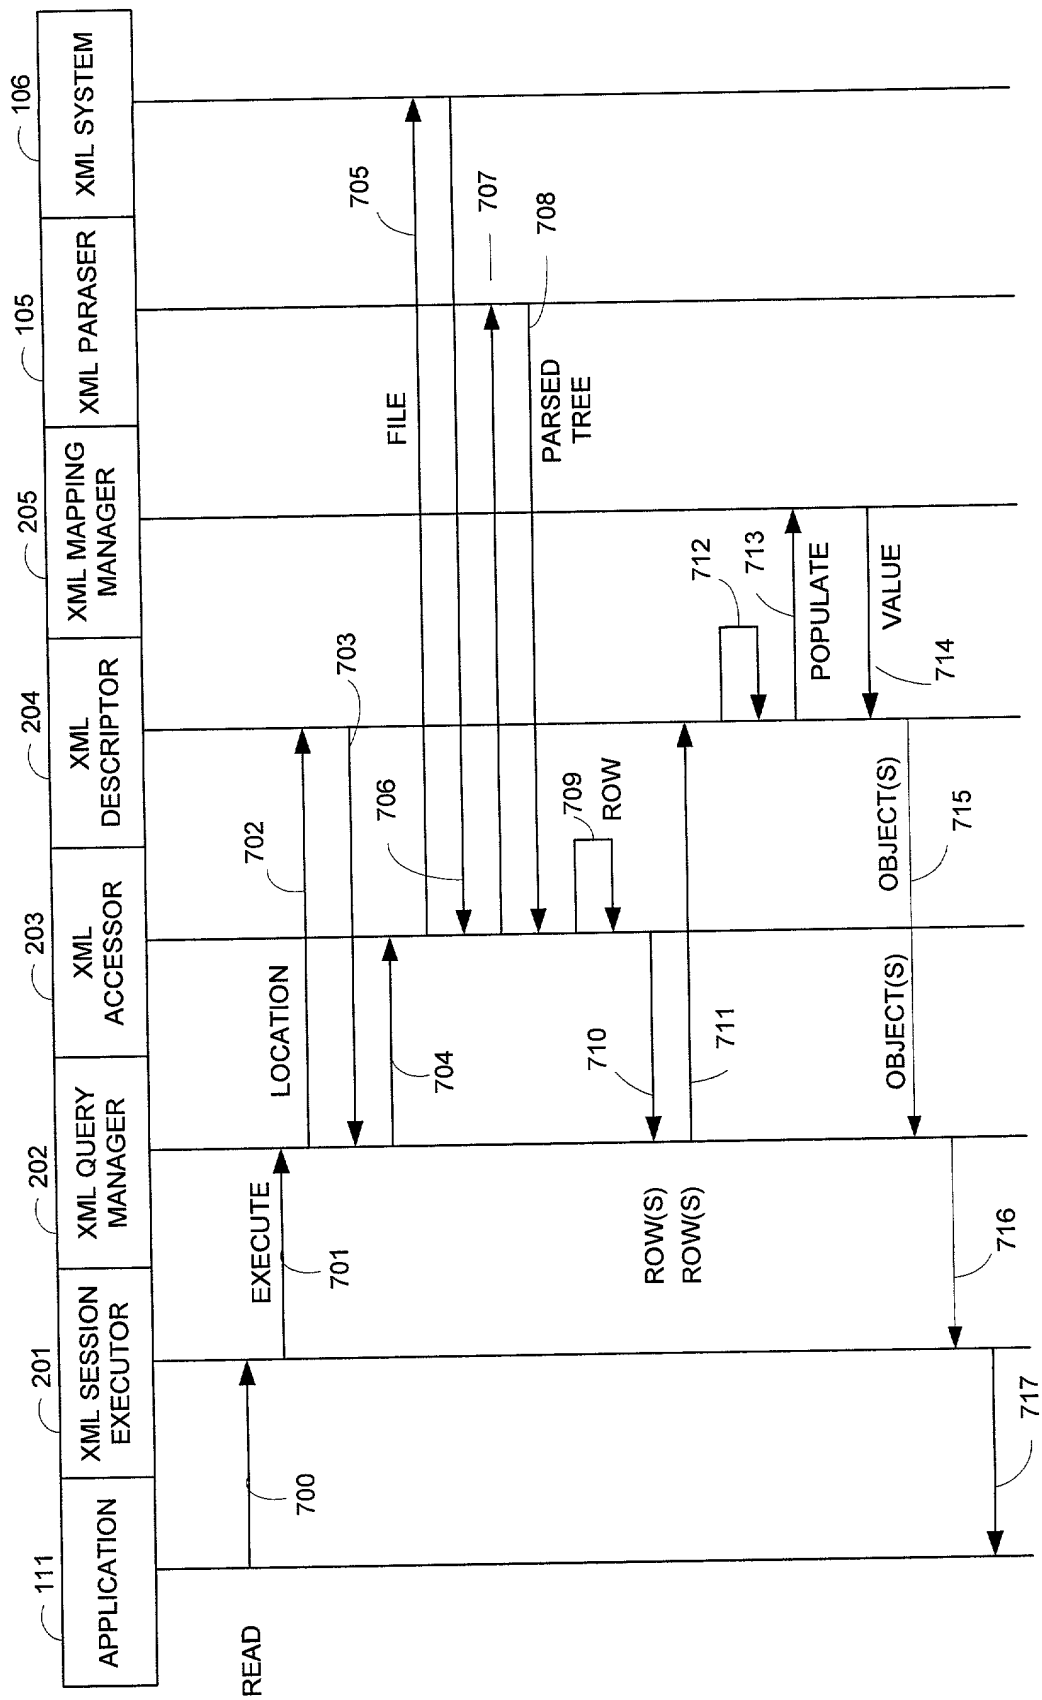 111
201
202
203
204
205
105
106
APPLICATION
XML SESSION
EXECUTOR
XML QUERY
MANAGER
XML
ACCESSOR
XML
DESCRIPTOR
XML MAPPING
MANAGER
XML PARASER
XML SYSTEM
READ
700
EXECUTE
701
LOCATION
702
703
704
FILE
705
706
707
PARSED
TREE
708
709
ROW
710
ROW(S)
ROW(S)
711
712
713
POPULATE
VALUE
714
OBJECT(S)
OBJECT(S)
715
716
717